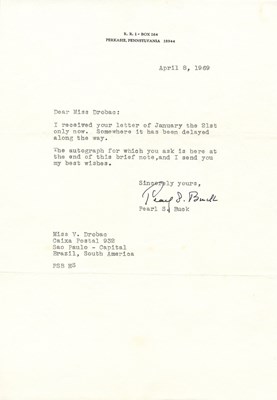 R. D. 1 - BOX 164
PERKASIE, PENNSYLVANIA 18944
April 8, 1969
Dear Miss Drobac:
I received your letter of January the 21st
only now. Somewhere it has been delayed
along the way.
The autograph for which you ask is here at
the end of this brief note,and I send you
my best wishes.
Sincerely yours,
Pearl S. Buck
Pearl S. Buck
Miss V. Drobac
Caixa Postal 932
Sao Paulo - Capital
Brazil, South America
PSB